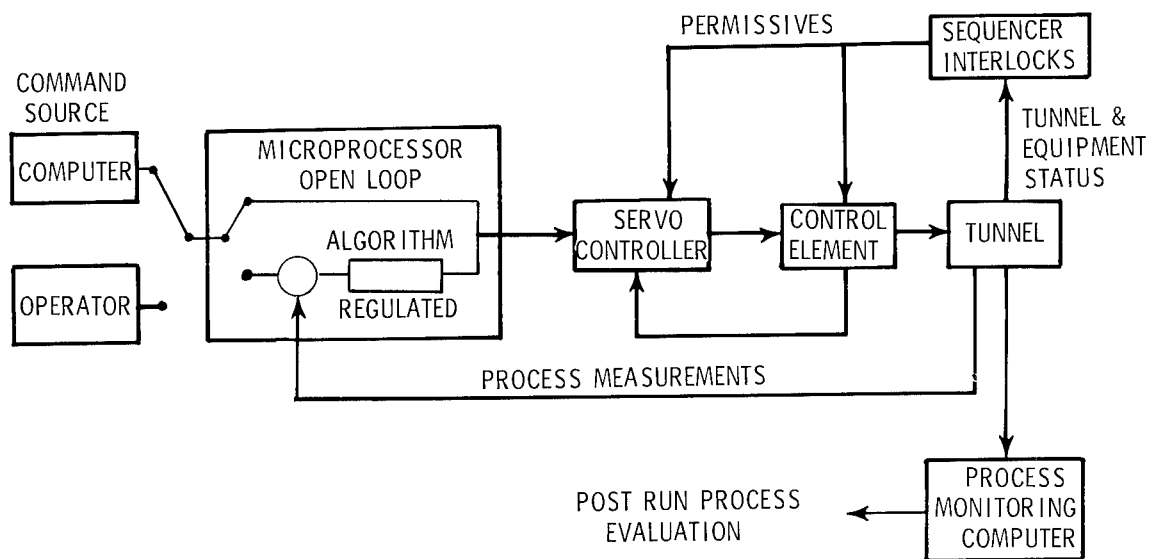 PERMISSIVES
SEQUENCER
INTERLOCKS
COMMAND
SOURCE
COMPUTER
OPERATOR
MICROPROCESSOR
OPEN LOOP
ALGORITHM
REGULATED
SERVO
CONTROLLER
CONTROL
ELEMENT
TUNNEL
TUNNEL &
EQUIPMENT
STATUS
PROCESS MEASUREMENTS
PROCESS
MONITORING
COMPUTER
POST RUN PROCESS
EVALUATION